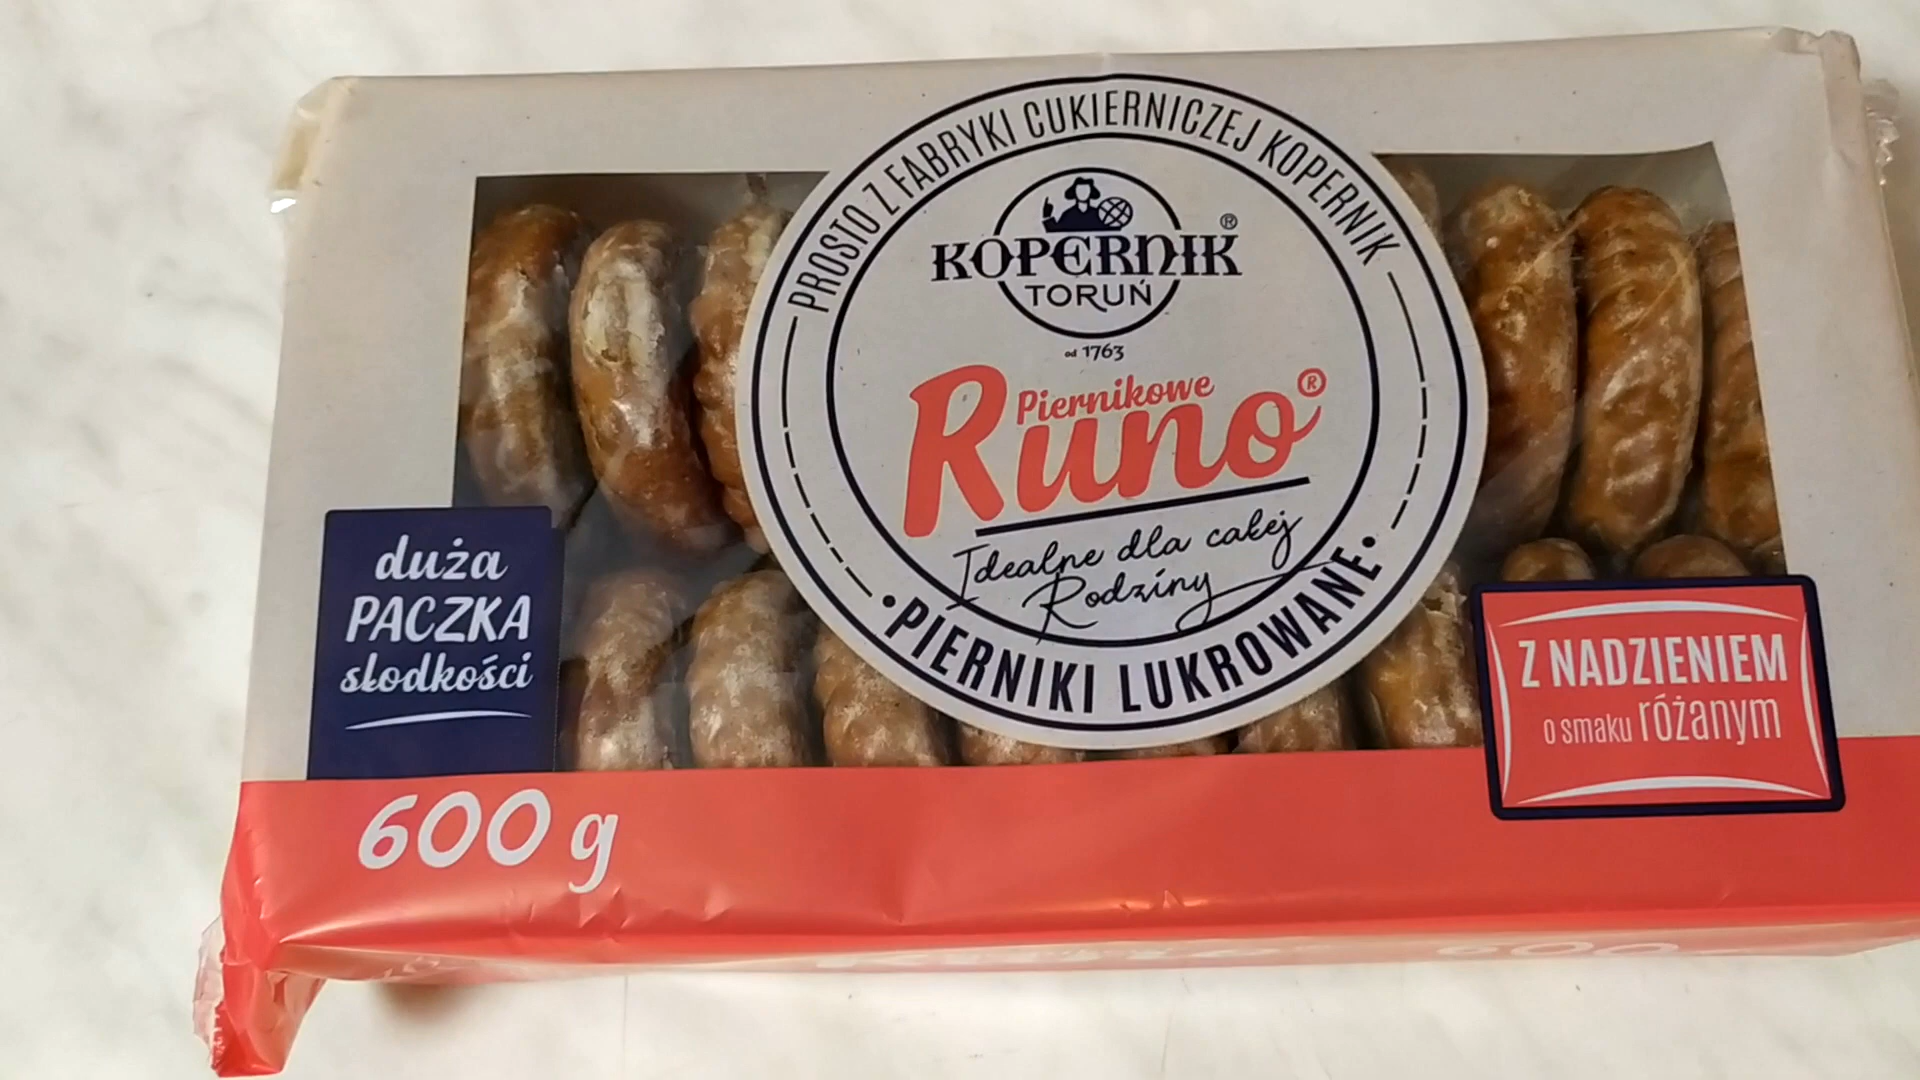 PROSTO Z FABRYKI CUKIERNICZEJ KOPERNIK
KOPERNIK®
TORUŃ
od 1763
Piernikowe
Runo®
Idealne dla całej
Rodziny
• PIERNIKI LUKROWANE •
duża
PACZKA
słodkości
Z NADZIENIEM
o smaku różanym
600 g